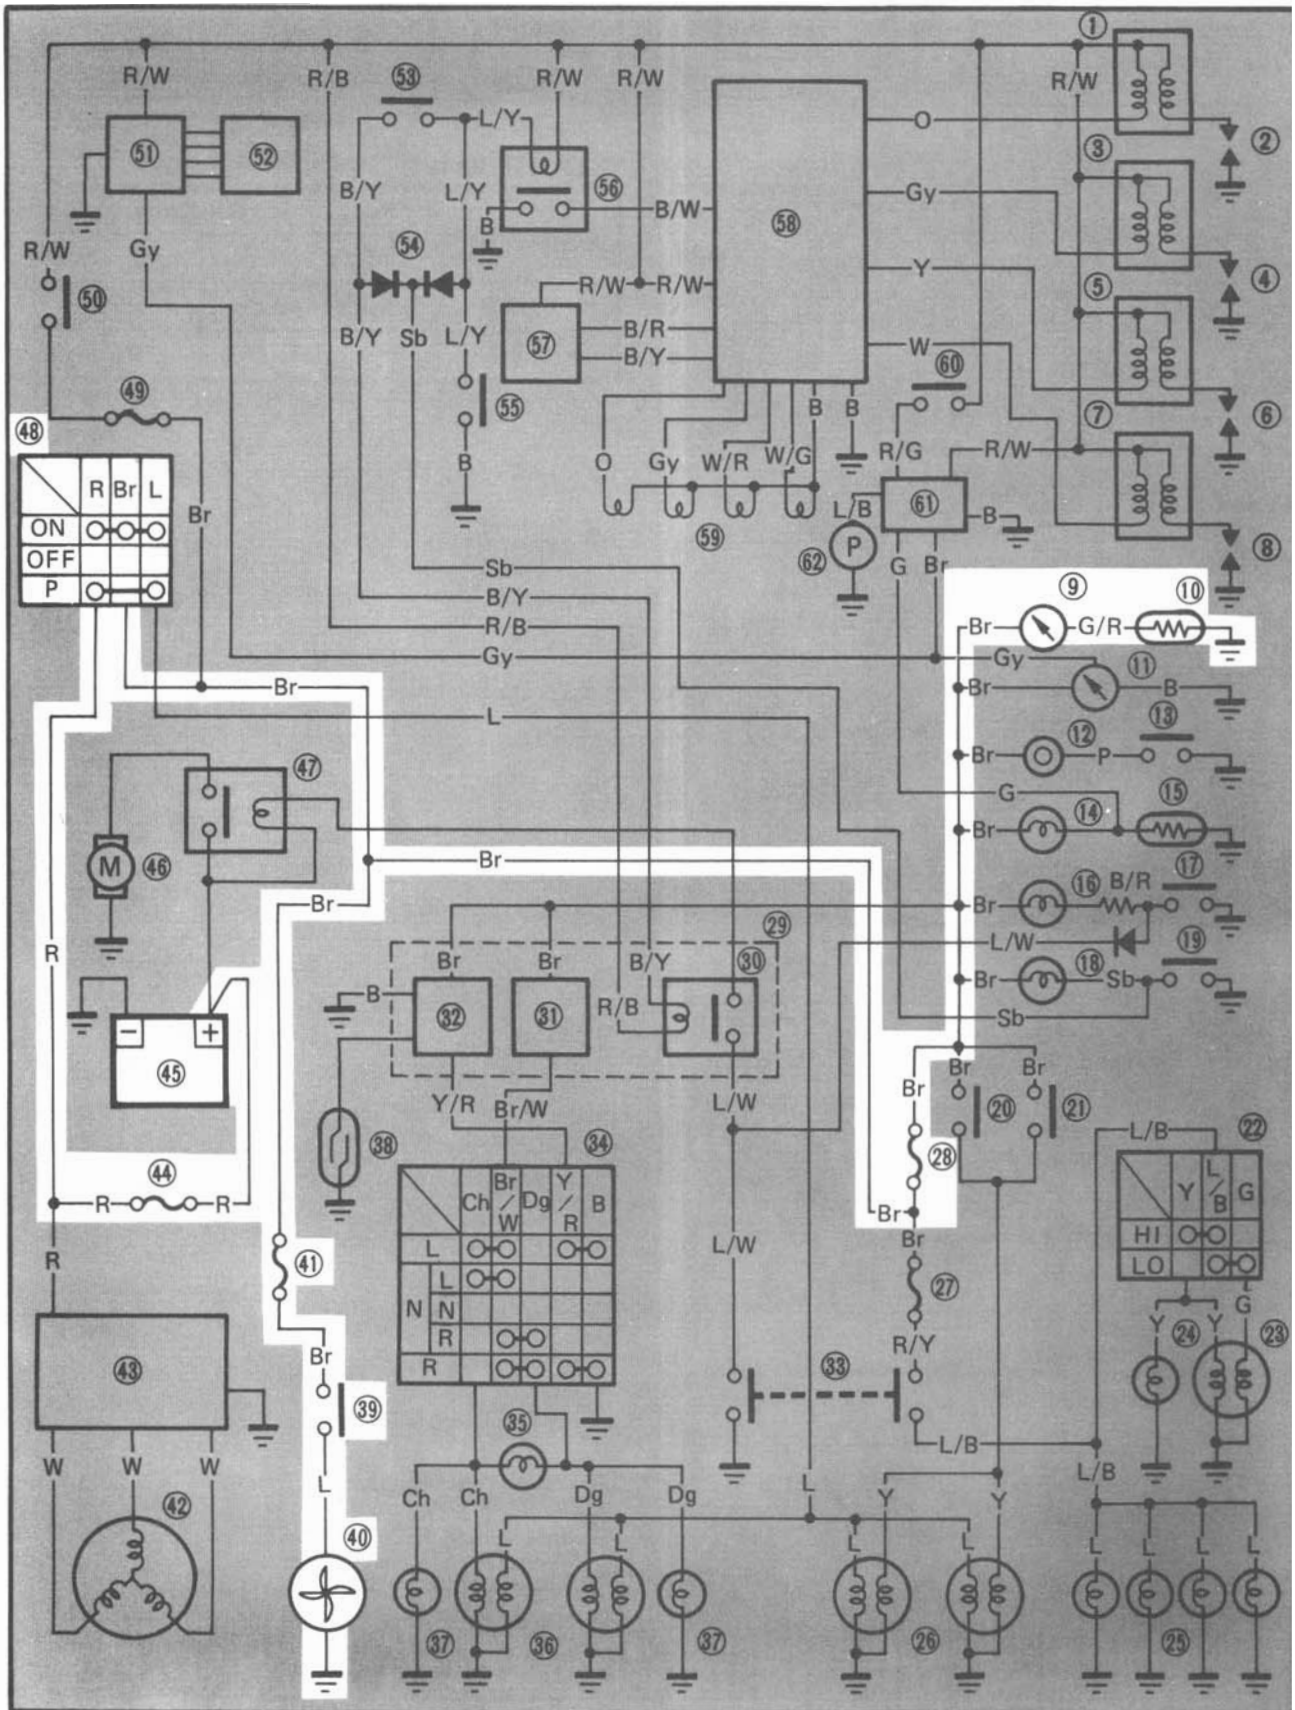 ①
R/W R/B ㊾ R/W R/W R/W
L/Y O ②
51 52 ③
B/Y L/Y 56 B/W 58 Gy
B
R/W Gy 54 ④
50 R/W R/W Y ⑤
B/Y Sb L/Y 57 B/R W 60
B/Y
49 55 ⑥
48 B B R/G ⑦
R Br L Br B O Gy W/R W/G R/W
ON L/B 61 B
OFF 59 62 P ⑧
P Sb G Br
B/Y ⑨ ⑩
R/B Br G/R
Gy Gy ⑪
Br Br B
L ⑫ ⑬
47 Br P
G ⑮
Br ⑭
M 46 Br ⑰
Br Br ⑯ B/R
R L/W ⑲
29 Br ⑱ Sb
Br Br B/Y 30
B 32 31 R/B Sb
- +
45 Br Br Br
Y/R Br/W L/W ⑳ 21
38 34 L/B 22
44 28
R R Ch Br/W Dg Y/R B Y L/B G
Br
L Br HI
R 41 L L/W LO
N N 27 G
R R/Y Y Y
43 Br R 33 24 23
39
35 L/B
W W W L L L/B
42 Ch Ch Dg Dg Y Y
40 L L L L L L L L
37 36 37 26 25